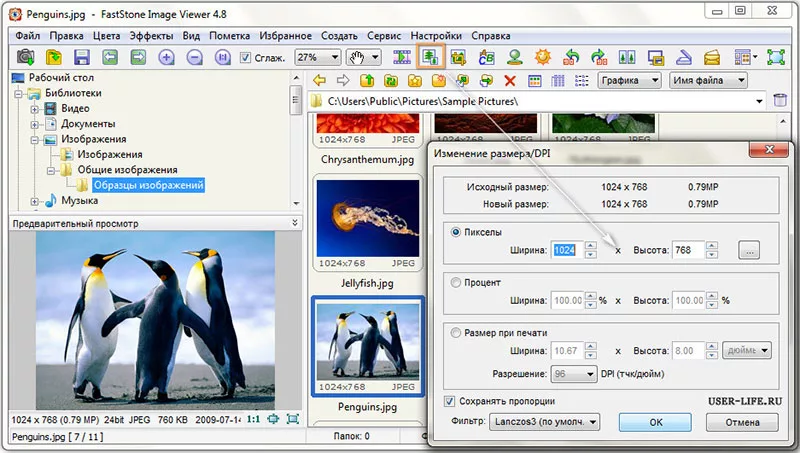 Penguins.jpg - FastStone Image Viewer 4.8
Файл Правка Цвета Эффекты Вид Пометка Избранное Создать Сервис Настройки Справка
Сглаж. 27%
Рабочий стол
Библиотеки
Видео
Документы
Изображения
Изображения
Общие изображения
Образцы изображений
Музыка
Предварительный просмотр
1024 x 768 (0.79 MP) 24bit JPEG 760 KB 2009-07-14 1:1
Penguins.jpg [ 7 / 11 ]
Графика Имя файла
C:\Users\Public\Pictures\Sample Pictures\
1024x768 JPEG
Chrysanthemum.jpg
1024x768 JPEG
Jellyfish.jpg
1024x768 JPEG
Penguins.jpg
Папок: 0
Изменение размера/DPI
Исходный размер: 1024 x 768 0.79MP
Новый размер: 1024 x 768 0.79MP
Пикселы
Ширина: 1024 x Высота: 768 ...
Процент
Ширина: 100.00 % x Высота: 100.00 %
Размер при печати
Ширина: 10.67 x Высота: 8.00 дюймы
Разрешение: 96 DPI (тчк/дюйм)
Сохранять пропорции
USER-LIFE.RU
Фильтр: Lanczos3 (по умолч. OK Отмена